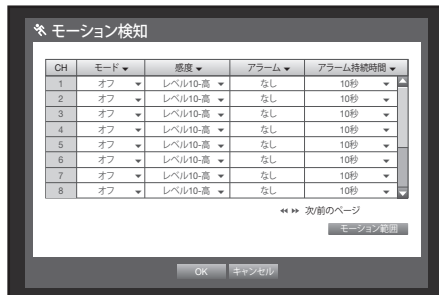 モーション検知
CH モード 感度 アラーム アラーム持続時間
1 オフ レベル10-高 なし 10秒
2 オフ レベル10-高 なし 10秒
3 オフ レベル10-高 なし 10秒
4 オフ レベル10-高 なし 10秒
5 オフ レベル10-高 なし 10秒
6 オフ レベル10-高 なし 10秒
7 オフ レベル10-高 なし 10秒
8 オフ レベル10-高 なし 10秒
次/前のページ
モーション範囲
OK キャンセル